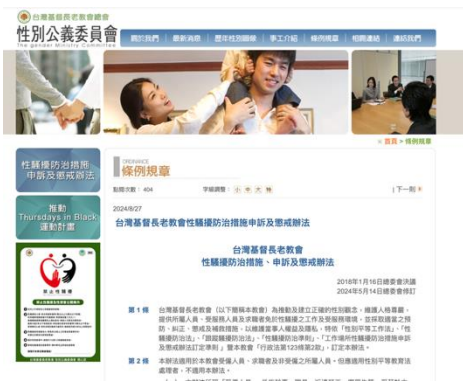 台灣基督長老教會總會
性別公義委員會
The gender Ministry Committee
關於我們 | 最新消息 | 歷年性別議題 | 事工介紹 | 條例規章 | 相關連結 | 連絡我們
首頁 > 條例規章
性騷擾防治措施
申訴及懲戒辦法
推動
Thursdays in Black
運動計畫
禁止性騷擾
ORDINANCE
條例規章
點閱次數： 404
字級調整： 小 中 大 特
| 下一則
2024/8/27
台灣基督長老教會性騷擾防治措施申訴及懲戒辦法
台灣基督長老教會
性騷擾防治措施、申訴及懲戒辦法
2018年1月16日總委會決議
2024年5月14日總委會修訂
第 1 條 台灣基督長老教會（以下簡稱本教會）為推動及建立正確的性別觀念，維護人格尊嚴，
提供所屬人員、受服務人員及求職者免於性騷擾之工作及受服務環境，並採取適當之預
防、糾正、懲戒及補救措施，以維護當事人權益及隱私，特依「性別平等工作法」、「性
騷擾防治法」、「跟蹤騷擾防治法」、「性騷擾防治準則」、「工作場所性騷擾防治措施申訴
及懲戒辦法訂定準則」暨本教會「行政法第123條第2款」，訂定本辦法。
第 2 條 本辦法適用於本教會受僱人員、求職者及非受僱之所屬人員。但應適用性別平等教育法
處理者，不適用本辦法。